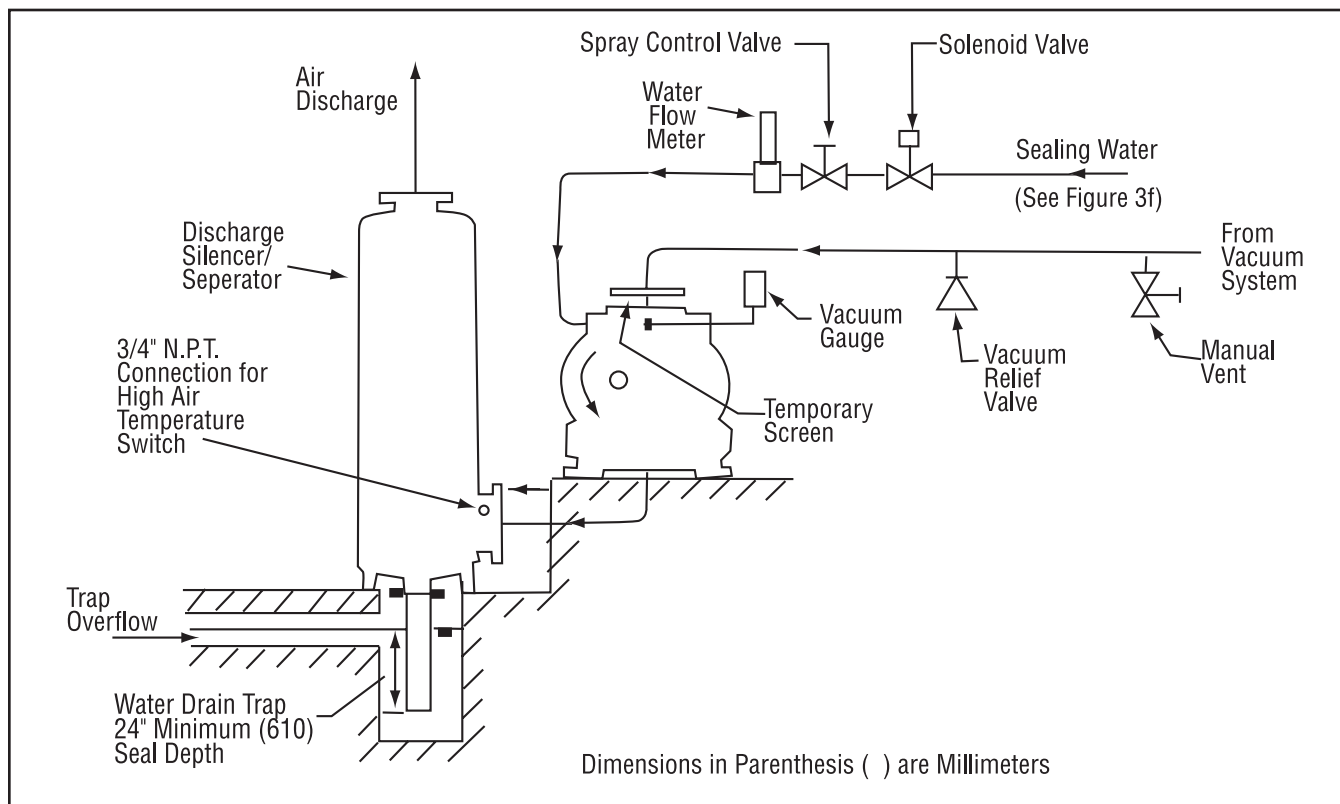 Spray Control Valve
Solenoid Valve
Air
Discharge
Water
Flow
Meter
Sealing Water
(See Figure 3f)
From
Vacuum
System
Discharge
Silencer/
Seperator
Vacuum
Gauge
Vacuum
Relief
Valve
Manual
Vent
3/4" N.P.T.
Connection for
High Air
Temperature
Switch
Temporary
Screen
Trap
Overflow
Water Drain Trap
24" Minimum (610)
Seal Depth
Dimensions in Parenthesis ( ) are Millimeters